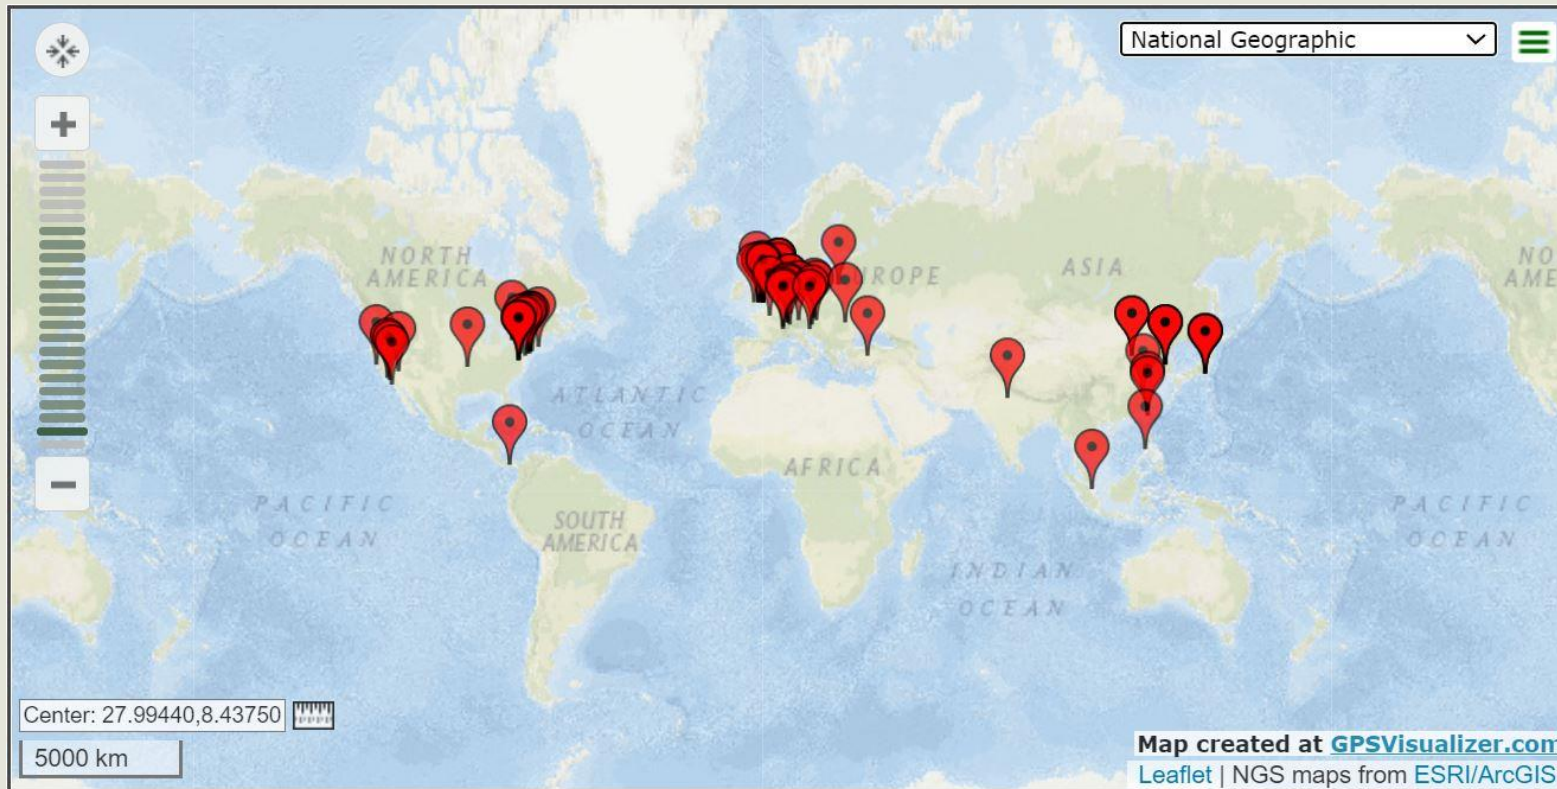 National Geographic
NORTH
AMERICA
EUROPE
ASIA
NO
AME
ATLANTIC
OCEAN
AFRICA
PACIFIC
OCEAN
SOUTH
AMERICA
INDIAN
OCEAN
PACIFIC
OCEAN
Center: 27.99440,8.43750
5000 km
Map created at GPSVisualizer.com
Leaflet | NGS maps from ESRI/ArcGIS